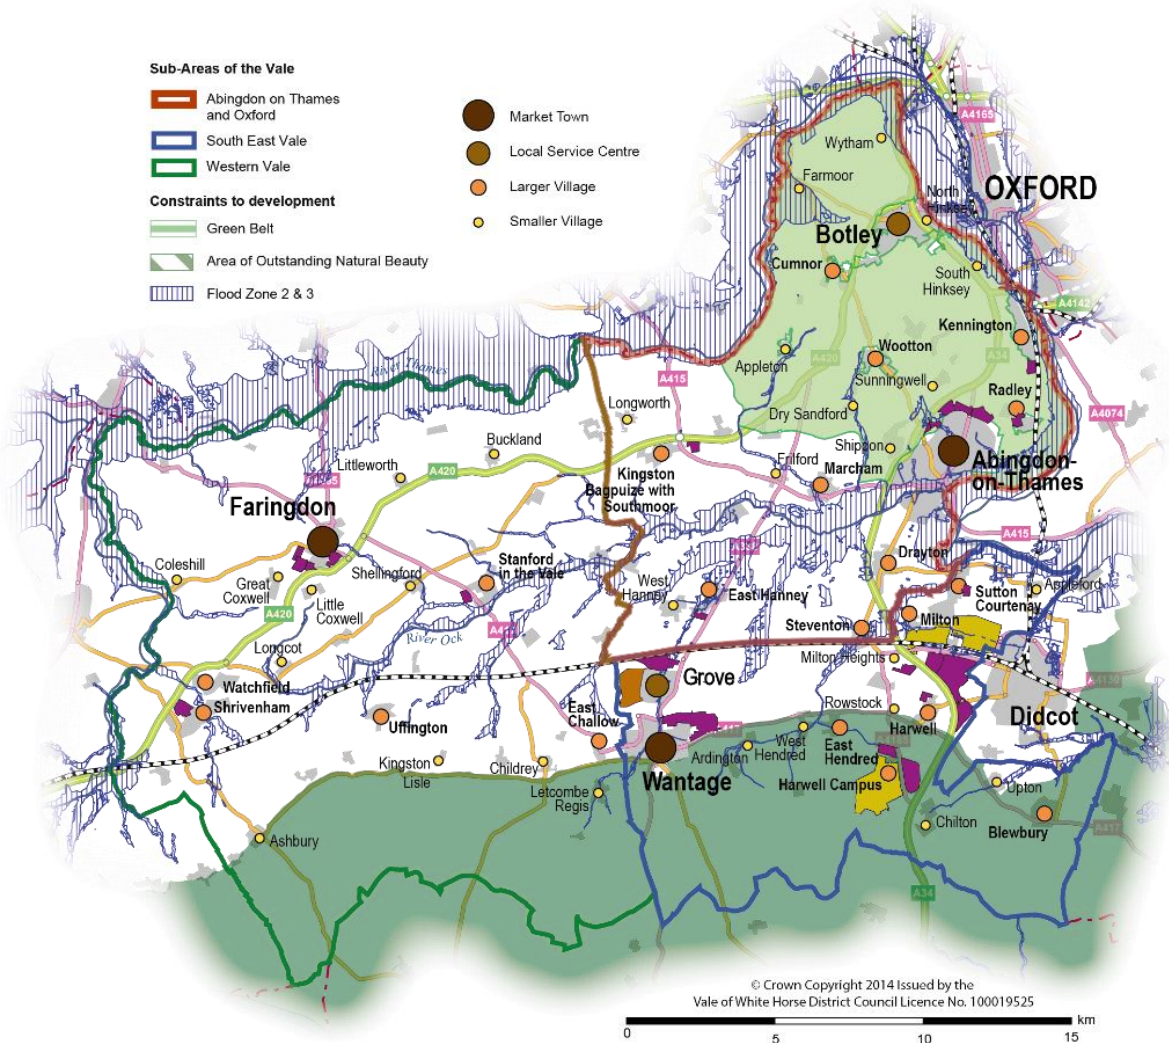 Sub-Areas of the Vale
Abingdon on Thames
and Oxford
South East Vale
Western Vale
Constraints to development
Green Belt
Area of Outstanding Natural Beauty
Flood Zone 2 & 3
Market Town
Local Service Centre
Larger Village
Smaller Village
A4165
Wytham
Farmoor
North
Hinksey
OXFORD
Botley
Cumnor
South
Hinksey
A4142
Kennington
A34
Wootton
Appleton
A420
Sunningwell
River Thames
A415
Radley
A4074
Longworth
Dry Sandford
Buckland
Shippon
Littleworth
A420
Kingston
Bagpuize with
Southmoor
Frilford
Marcham
Abingdon-
on-Thames
Faringdon
A415
Drayton
Coleshill
Great
Coxwell
Shellingford
Stanford
in the Vale
West
Hanney
East Hanney
Sutton
Courtenay
Appleford
Little
Coxwell
A420
Milton
Steventon
River Ock
Longcot
Milton Heights
Grove
Watchfield
Shrivenham
A4130
Uffington
East
Challow
Rowstock
Harwell
Didcot
Kingston
Lisle
Childrey
Wantage
Ardington
West
Hendred
East
Hendred
Harwell Campus
Letcombe
Regis
Upton
Chilton
Blewbury
A417
Ashbury
A34
© Crown Copyright 2014 Issued by the
Vale of White Horse District Council Licence No. 100019525
km
0
5
10
15